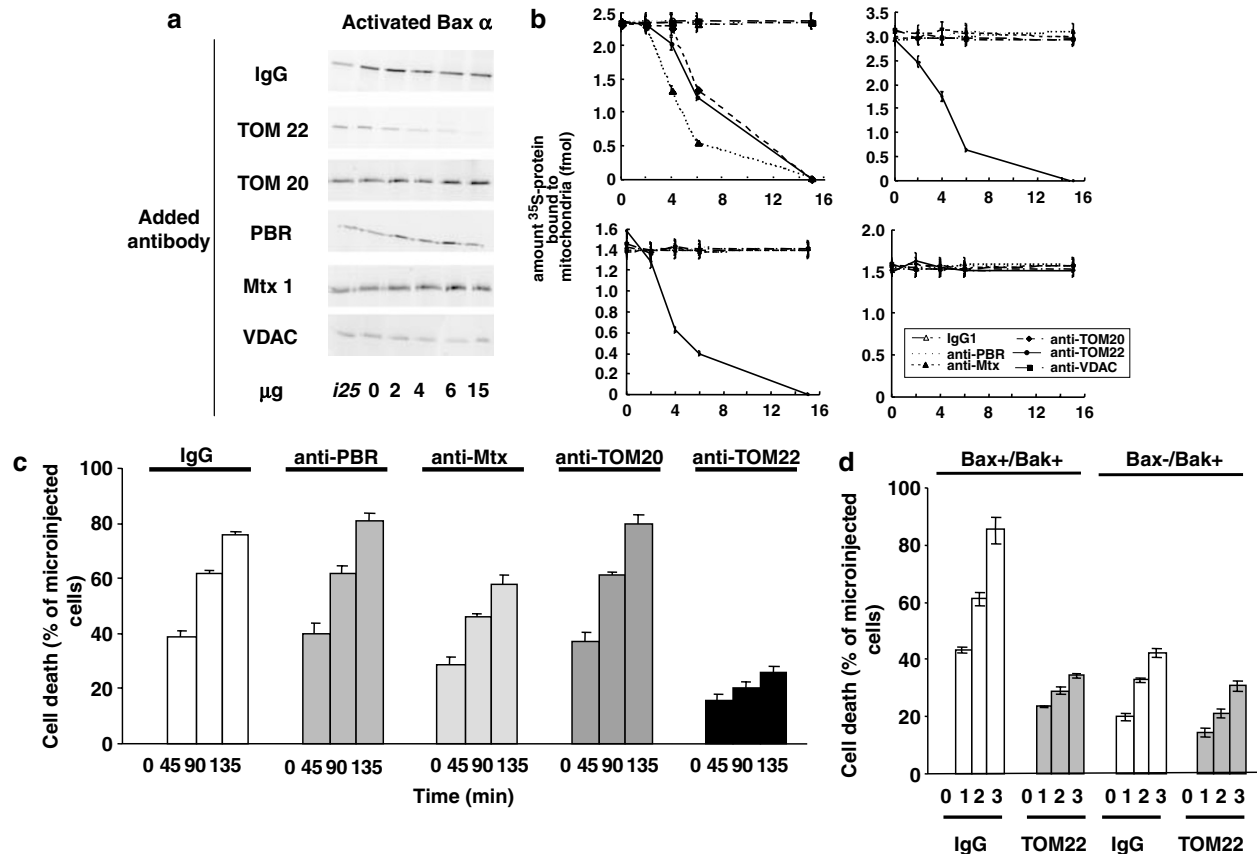 a
Activated Bax α
Added antibody
IgG
TOM 22
TOM 20
PBR
Mtx 1
VDAC
μg
i25 0 2 4 6 15
b
amount ³⁵S-protein bound to mitochondria (fmol)
2.5
2.0
1.5
1.0
0.5
0
0 4 8 12 16
3.5
3.0
2.5
2.0
1.5
1.0
0.5
0
0 4 8 12 16
1.6
1.4
1.2
1.0
0.8
0.6
0.4
0.2
0
0 4 8 12 16
2.0
1.5
1.0
0.5
0
IgG1
anti-PBR
anti-Mtx
anti-TOM20
anti-TOM22
anti-VDAC
0 4 8 12 16
c
Cell death (% of microinjected cells)
100
80
60
40
20
0
IgG
anti-PBR
anti-Mtx
anti-TOM20
anti-TOM22
0 45 90 135
0 45 90 135
0 45 90 135
0 45 90 135
0 45 90 135
Time (min)
d
Cell death (% of microinjected cells)
Bax+/Bak+
Bax-/Bak+
100
80
60
40
20
0
0 1 2 3
0 1 2 3
0 1 2 3
0 1 2 3
IgG
TOM22
IgG
TOM22